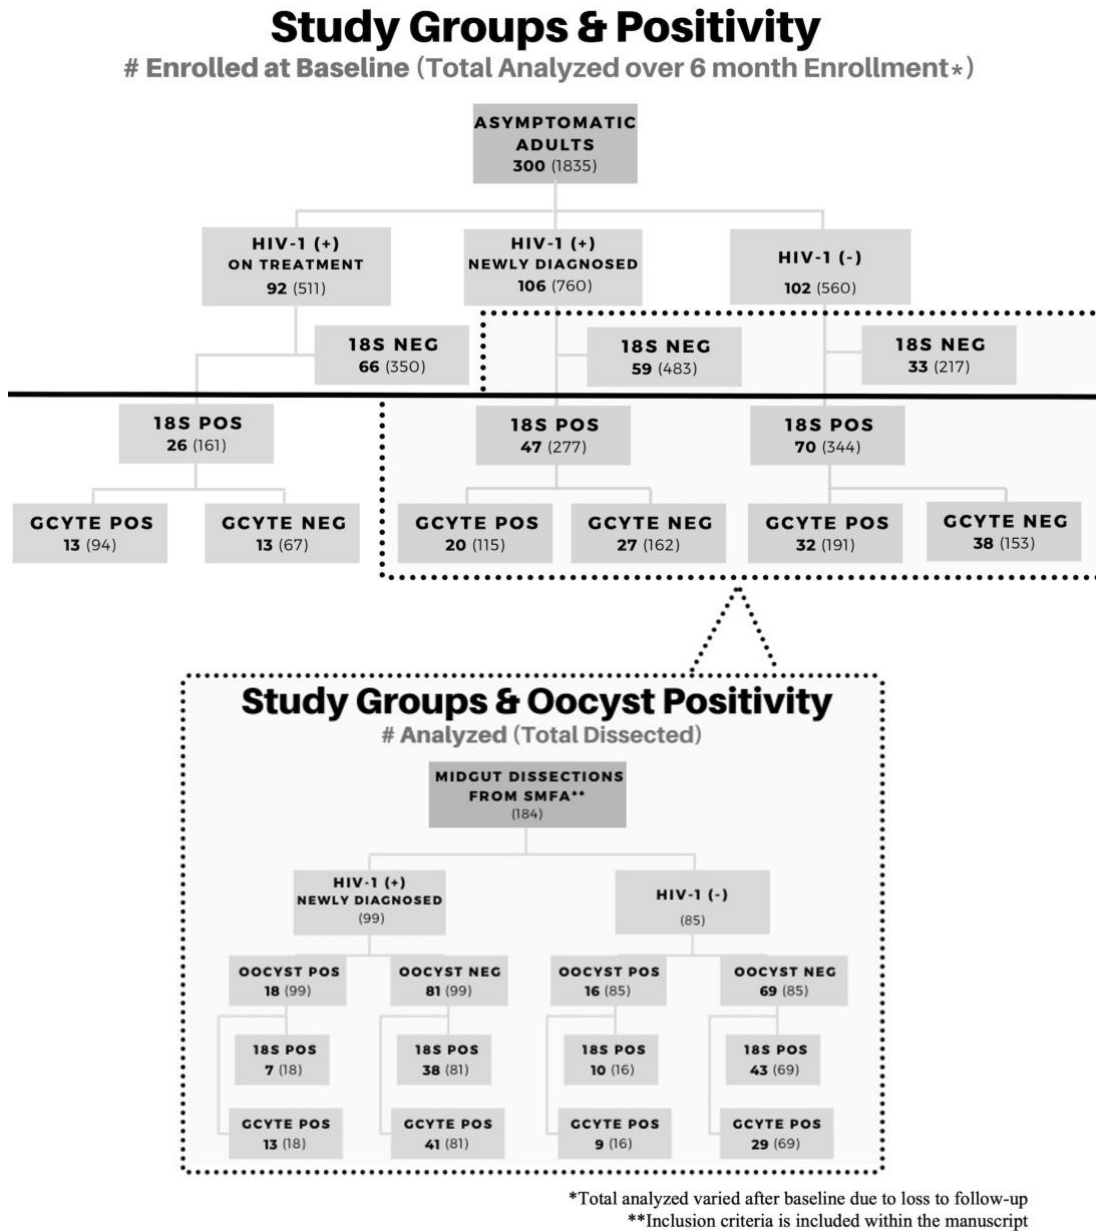 Study Groups & Positivity
# Enrolled at Baseline (Total Analyzed over 6 month Enrollment*)
ASYMPTOMATIC
ADULTS
300 (1835)
HIV-1 (+)
ON TREATMENT
92 (511)
HIV-1 (+)
NEWLY DIAGNOSED
106 (760)
HIV-1 (-)
102 (560)
18S NEG
66 (350)
18S NEG
59 (483)
18S NEG
33 (217)
18S POS
26 (161)
18S POS
47 (277)
18S POS
70 (344)
GCYTE POS
13 (94)
GCYTE NEG
13 (67)
GCYTE POS
20 (115)
GCYTE NEG
27 (162)
GCYTE POS
32 (191)
GCYTE NEG
38 (153)
Study Groups & Oocyst Positivity
# Analyzed (Total Dissected)
MIDGUT DISSECTIONS
FROM SMFA**
(184)
HIV-1 (+)
NEWLY DIAGNOSED
(99)
HIV-1 (-)
(85)
OOCYST POS
18 (99)
OOCYST NEG
81 (99)
OOCYST POS
16 (85)
OOCYST NEG
69 (85)
18S POS
7 (18)
18S POS
38 (81)
18S POS
10 (16)
18S POS
43 (69)
GCYTE POS
13 (18)
GCYTE POS
41 (81)
GCYTE POS
9 (16)
GCYTE POS
29 (69)
*Total analyzed varied after baseline due to loss to follow-up
**Inclusion criteria is included within the manuscript